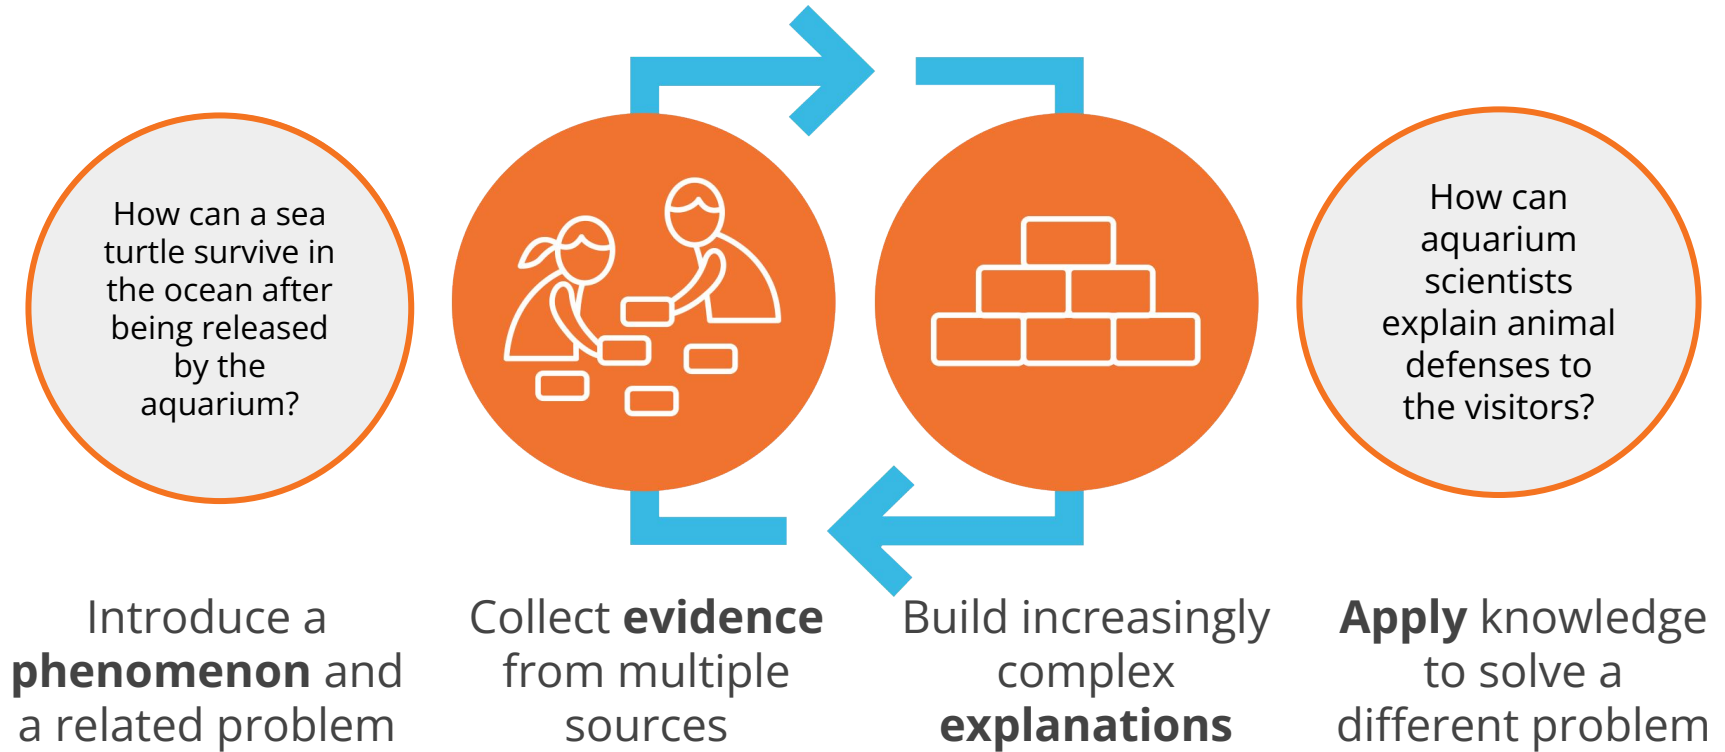 How can a sea
turtle survive in
the ocean after
being released
by the
aquarium?
How can
aquarium
scientists
explain animal
defenses to
the visitors?
Introduce a
phenomenon and
a related problem
Collect evidence
from multiple
sources
Build increasingly
complex
explanations
Apply knowledge
to solve a
different problem